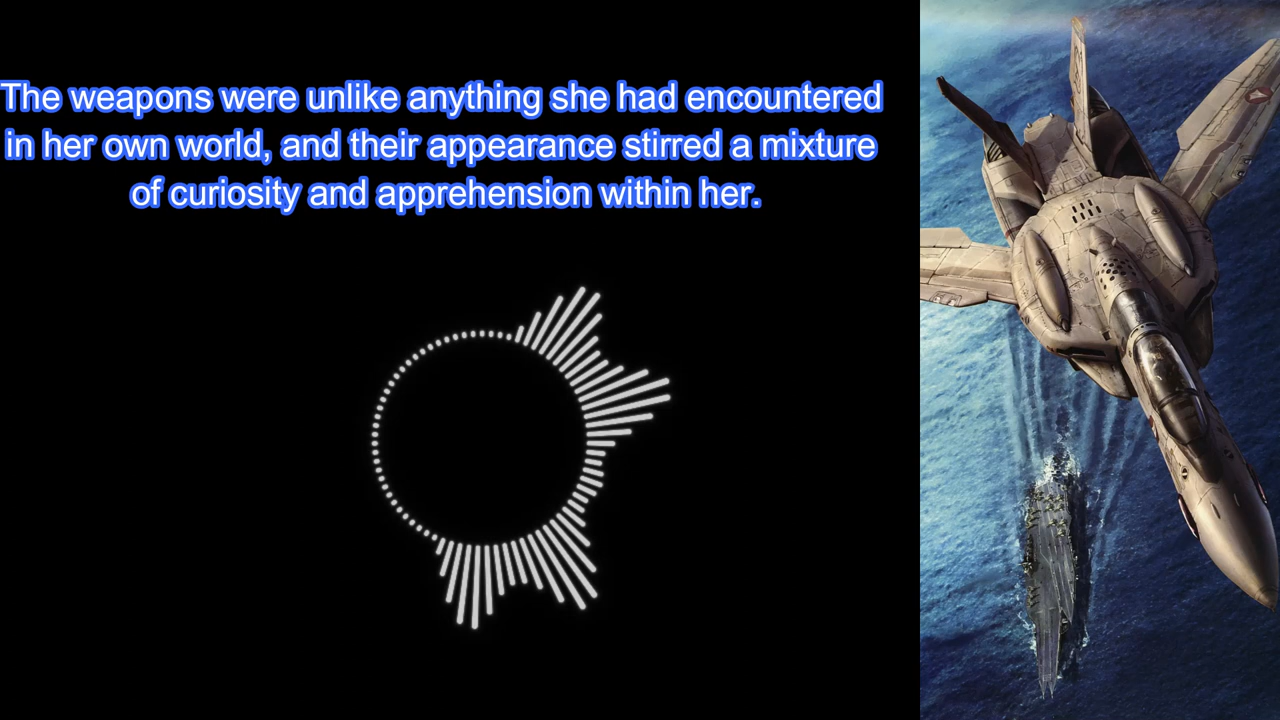 The weapons were unlike anything she had encountered
in her own world, and their appearance stirred a mixture
of curiosity and apprehension within her.